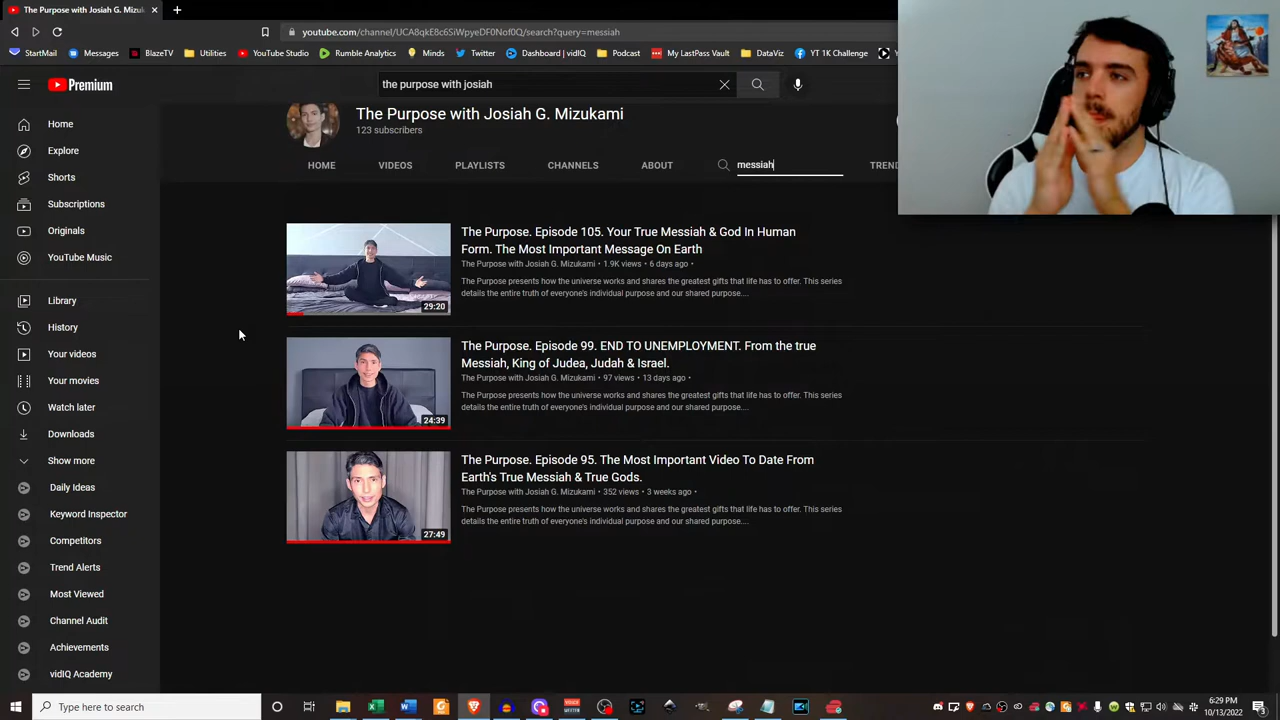 The Purpose with Josiah G. Mizuk
youtube.com/channel/UCA8qkE8c6SiWpyeDF0Nof0Q/search?query=messiah
StartMail
Messages
BlazeTV
Utilities
YouTube Studio
Rumble Analytics
Minds
Twitter
Dashboard | vidIQ
Podcast
My LastPass Vault
DataViz
YT 1K Challenge
Premium
the purpose with josiah
The Purpose with Josiah G. Mizukami
123 subscribers
HOME
VIDEOS
PLAYLISTS
CHANNELS
ABOUT
messiah
TREN
Home
Explore
Shorts
Subscriptions
Originals
YouTube Music
Library
History
Your videos
Your movies
Watch later
Downloads
Show more
Daily Ideas
Keyword Inspector
Competitors
Trend Alerts
Most Viewed
Channel Audit
Achievements
vidIQ Academy
The Purpose. Episode 105. Your True Messiah & God In Human
Form. The Most Important Message On Earth
The Purpose with Josiah G. Mizukami • 1.9K views • 6 days ago •
The Purpose presents how the universe works and shares the greatest gifts that life has to offer. This series
details the entire truth of everyone's individual purpose and our shared purpose....
29:20
The Purpose. Episode 99. END TO UNEMPLOYMENT. From the true
Messiah, King of Judea, Judah & Israel.
The Purpose with Josiah G. Mizukami • 97 views • 13 days ago •
The Purpose presents how the universe works and shares the greatest gifts that life has to offer. This series
details the entire truth of everyone's individual purpose and our shared purpose....
24:39
The Purpose. Episode 95. The Most Important Video To Date From
Earth's True Messiah & True Gods.
The Purpose with Josiah G. Mizukami • 352 views • 3 weeks ago •
The Purpose presents how the universe works and shares the greatest gifts that life has to offer. This series
details the entire truth of everyone's individual purpose and our shared purpose....
27:49
Type here to search
6:29 PM
10/13/2022